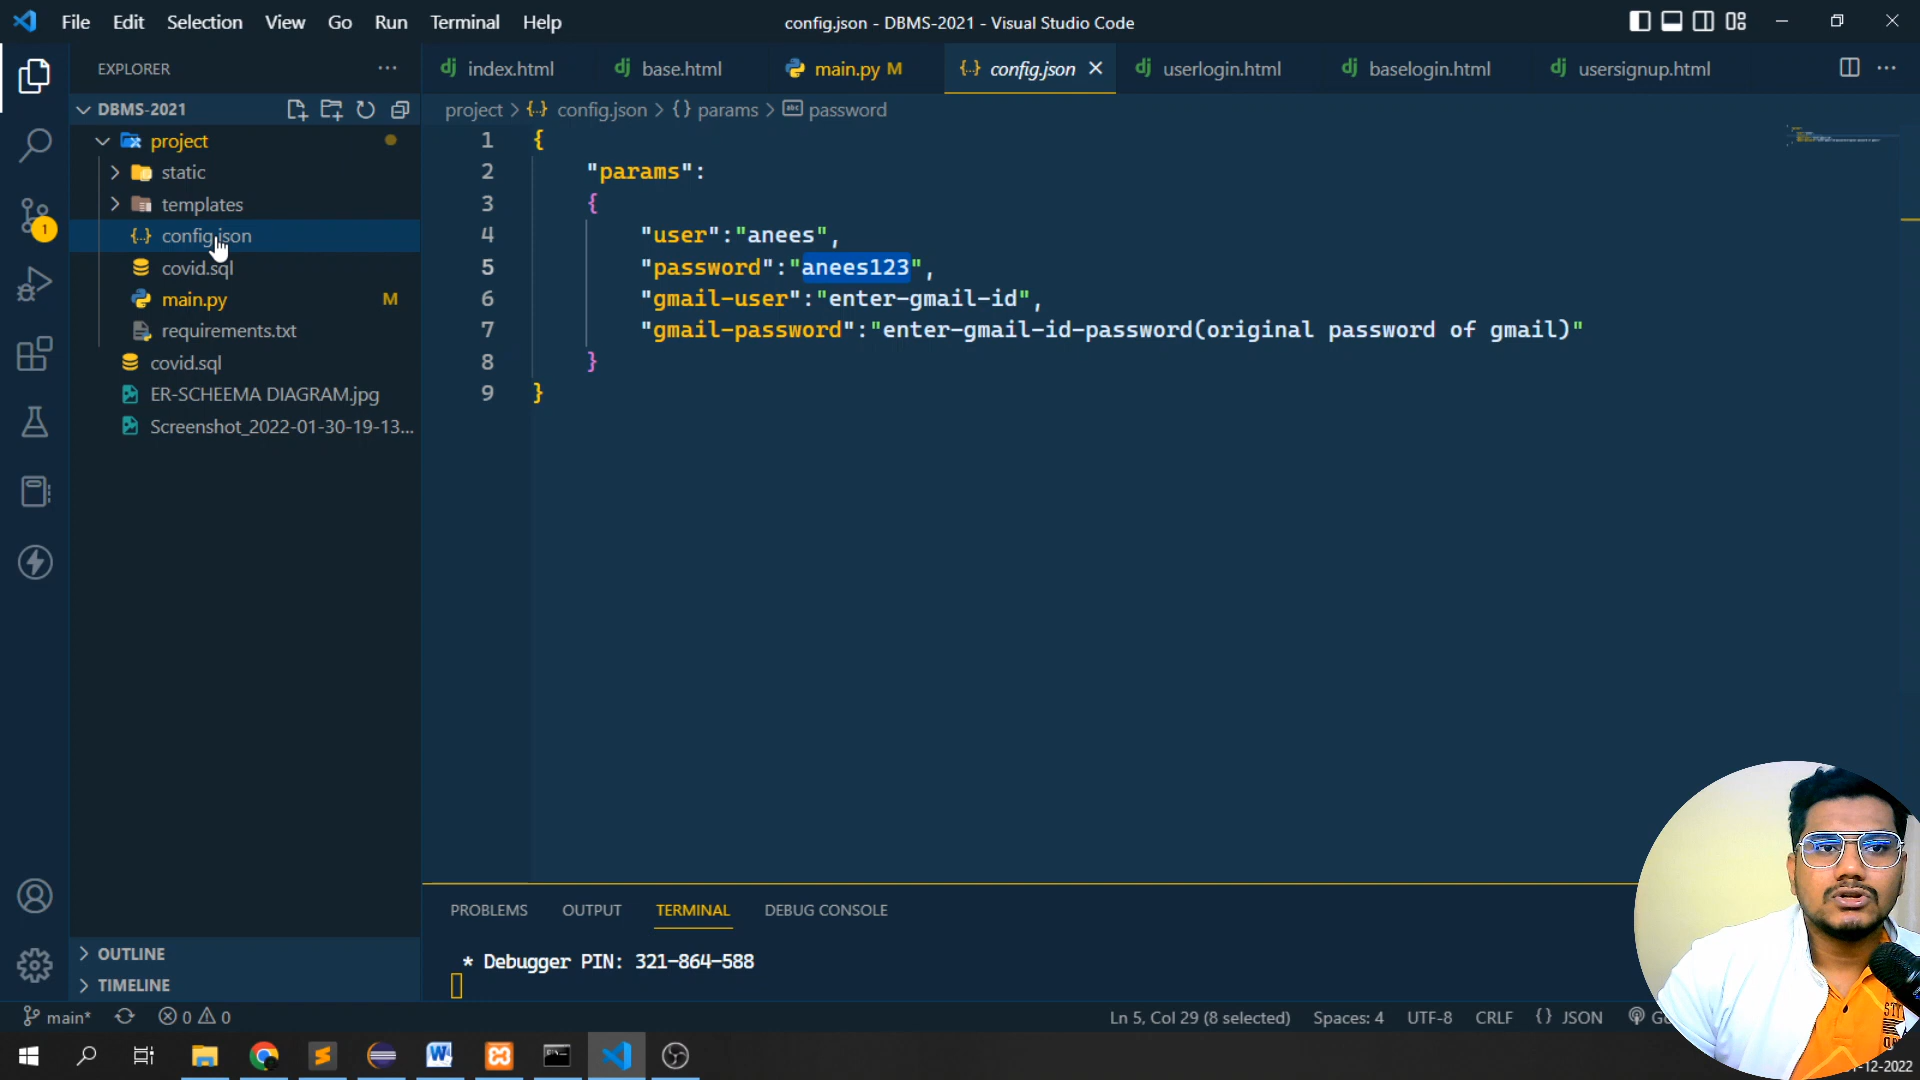 File Edit Selection View Go Run Terminal Help
config.json - DBMS-2021 - Visual Studio Code
EXPLORER
index.html
base.html
main.py M
config.json
userlogin.html
baselogin.html
usersignup.html
DBMS-2021
project > config.json > {} params > password
project
static
templates
config.json
covid.sql
main.py M
requirements.txt
covid.sql
ER-SCHEEMA DIAGRAM.jpg
Screenshot_2022-01-30-19-13...
1 {
2 "params":
3 {
4 "user":"anees",
5 "password":"anees123",
6 "gmail-user":"enter-gmail-id",
7 "gmail-password":"enter-gmail-id-password(original password of gmail)"
8 }
9 }
1
PROBLEMS OUTPUT TERMINAL DEBUG CONSOLE
* Debugger PIN: 321-864-588
OUTLINE
TIMELINE
main* 0 0
Ln 5, Col 29 (8 selected) Spaces: 4 UTF-8 CRLF {} JSON
-12-2022